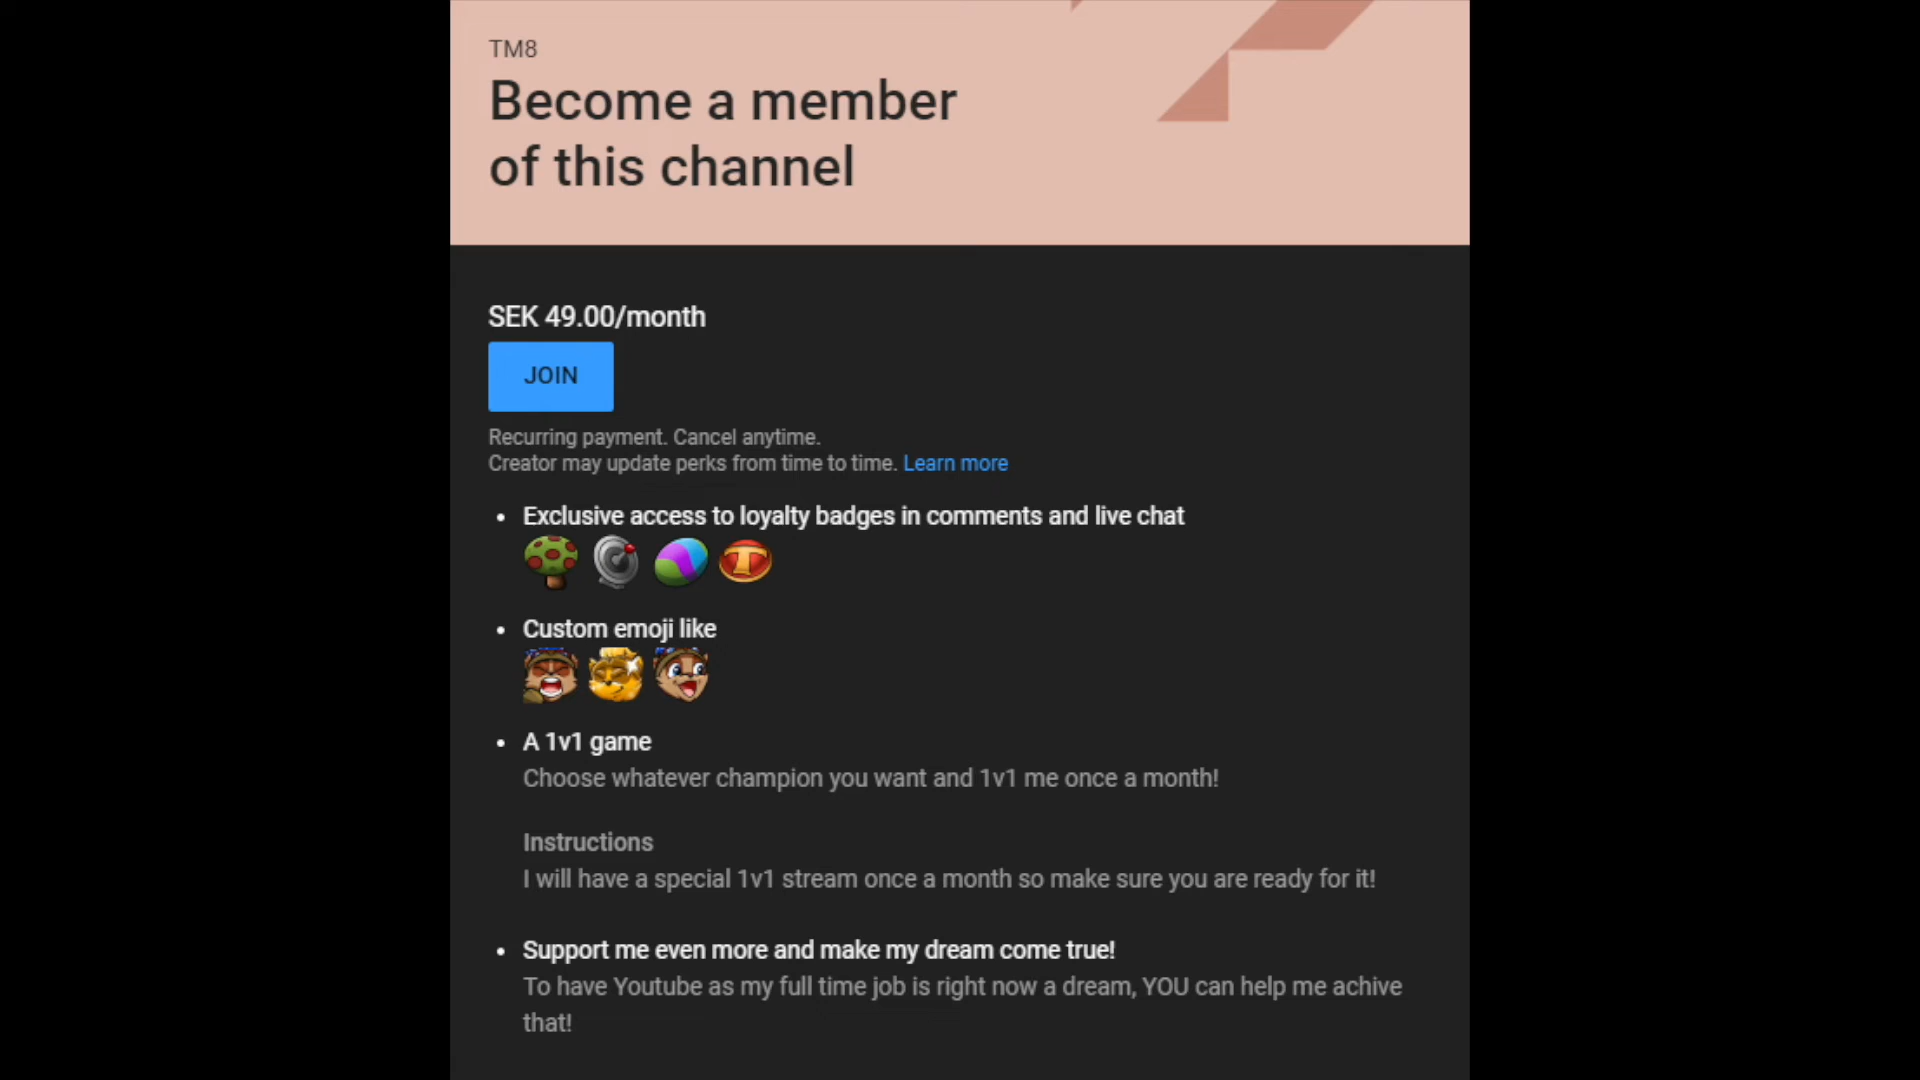 TM8
Become a member
of this channel
SEK 49.00/month
JOIN
Recurring payment. Cancel anytime.
Creator may update perks from time to time. Learn more
• Exclusive access to loyalty badges in comments and live chat
T
• Custom emoji like
• A 1v1 game
Choose whatever champion you want and 1v1 me once a month!
Instructions
I will have a special 1v1 stream once a month so make sure you are ready for it!
• Support me even more and make my dream come true!
To have Youtube as my full time job is right now a dream, YOU can help me achive
that!